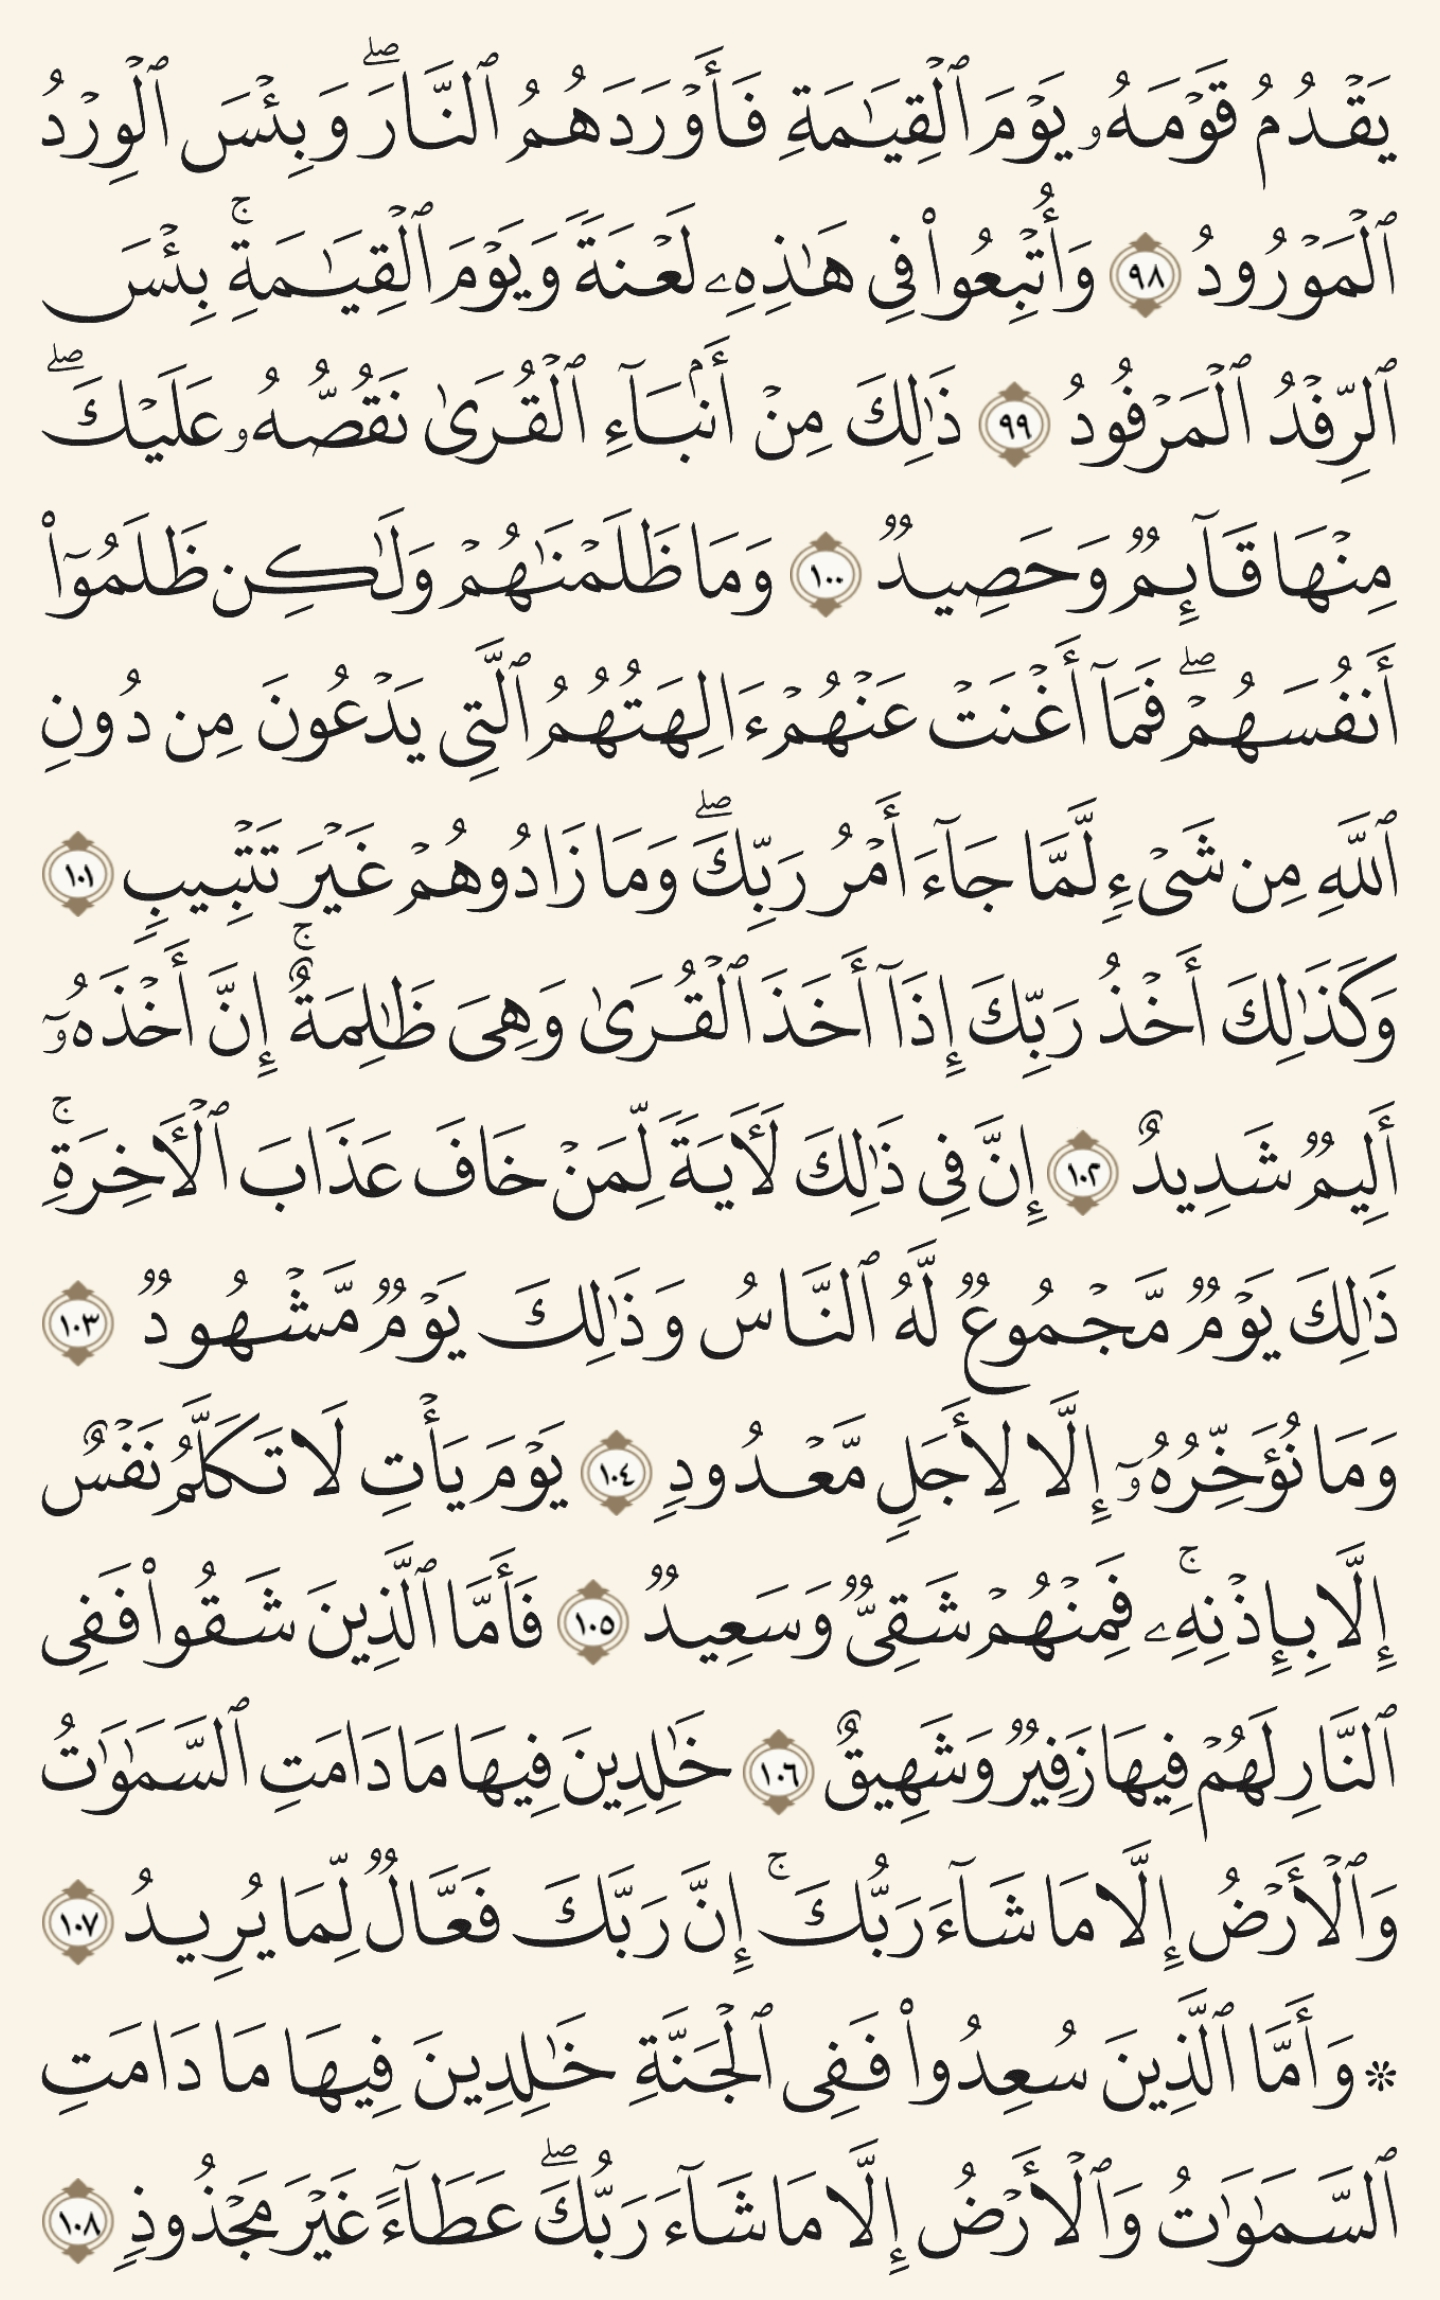 يَقۡدُمُ قَوۡمَهُۥ يَوۡمَ ٱلۡقِيَٰمَةِ فَأَوۡرَدَهُمُ ٱلنَّارَۖ وَبِئۡسَ ٱلۡوِرۡدُ
ٱلۡمَوۡرُودُ ٩٨ وَأُتۡبِعُواْ فِي هَٰذِهِۦ لَعۡنَةٗ وَيَوۡمَ ٱلۡقِيَٰمَةِۚ بِئۡسَ
ٱلرِّفۡدُ ٱلۡمَرۡفُودُ ٩٩ ذَٰلِكَ مِنۡ أَنۢبَآءِ ٱلۡقُرَىٰ نَقُصُّهُۥ عَلَيۡكَۖ
مِنۡهَا قَآئِمٞ وَحَصِيدٞ ١٠٠ وَمَا ظَلَمۡنَٰهُمۡ وَلَٰكِن ظَلَمُوٓاْ
أَنفُسَهُمۡۖ فَمَآ أَغۡنَتۡ عَنۡهُمۡ ءَالِهَتُهُمُ ٱلَّتِي يَدۡعُونَ مِن دُونِ
ٱللَّهِ مِن شَيۡءٖ لَّمَّا جَآءَ أَمۡرُ رَبِّكَۖ وَمَا زَادُوهُمۡ غَيۡرَ تَتۡبِيبٖ ١٠١
وَكَذَٰلِكَ أَخۡذُ رَبِّكَ إِذَآ أَخَذَ ٱلۡقُرَىٰ وَهِيَ ظَٰلِمَةٌۚ إِنَّ أَخۡذَهُۥٓ
أَلِيمٞ شَدِيدٌ ١٠٢ إِنَّ فِي ذَٰلِكَ لَأٓيَةٗ لِّمَنۡ خَافَ عَذَابَ ٱلۡأٓخِرَةِۚ
ذَٰلِكَ يَوۡمٞ مَّجۡمُوعٞ لَّهُ ٱلنَّاسُ وَذَٰلِكَ يَوۡمٞ مَّشۡهُودٞ ١٠٣
وَمَا نُؤَخِّرُهُۥٓ إِلَّا لِأَجَلٖ مَّعۡدُودٖ ١٠٤ يَوۡمَ يَأۡتِ لَا تَكَلَّمُ نَفۡسٌ
إِلَّا بِإِذۡنِهِۦۚ فَمِنۡهُمۡ شَقِيّٞ وَسَعِيدٞ ١٠٥ فَأَمَّا ٱلَّذِينَ شَقُواْ فَفِي
ٱلنَّارِ لَهُمۡ فِيهَا زَفِيرٞ وَشَهِيقٌ ١٠٦ خَٰلِدِينَ فِيهَا مَا دَامَتِ ٱلسَّمَٰوَٰتُ
وَٱلۡأَرۡضُ إِلَّا مَا شَآءَ رَبُّكَۚ إِنَّ رَبَّكَ فَعَّالٞ لِّمَا يُرِيدُ ١٠٧
۞ وَأَمَّا ٱلَّذِينَ سُعِدُواْ فَفِي ٱلۡجَنَّةِ خَٰلِدِينَ فِيهَا مَا دَامَتِ
ٱلسَّمَٰوَٰتُ وَٱلۡأَرۡضُ إِلَّا مَا شَآءَ رَبُّكَۖ عَطَآءً غَيۡرَ مَجۡذُوذٖ ١٠٨